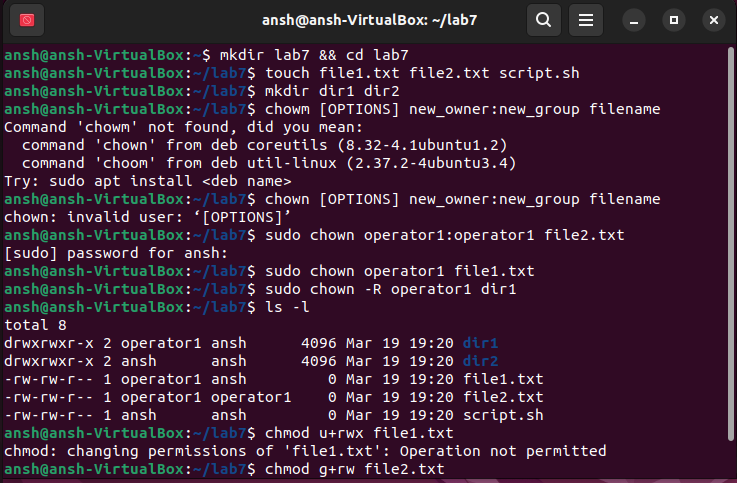 ansh@ansh-VirtualBox: ~/lab7
ansh@ansh-VirtualBox:~$ mkdir lab7 && cd lab7
ansh@ansh-VirtualBox:~/lab7$ touch file1.txt file2.txt script.sh
ansh@ansh-VirtualBox:~/lab7$ mkdir dir1 dir2
ansh@ansh-VirtualBox:~/lab7$ chowm [OPTIONS] new_owner:new_group filename
Command 'chowm' not found, did you mean:
  command 'chown' from deb coreutils (8.32-4.1ubuntu1.2)
  command 'choom' from deb util-linux (2.37.2-4ubuntu3.4)
Try: sudo apt install <deb name>
ansh@ansh-VirtualBox:~/lab7$ chown [OPTIONS] new_owner:new_group filename
chown: invalid user: ‘[OPTIONS]’
ansh@ansh-VirtualBox:~/lab7$ sudo chown operator1:operator1 file2.txt
[sudo] password for ansh:
ansh@ansh-VirtualBox:~/lab7$ sudo chown operator1 file1.txt
ansh@ansh-VirtualBox:~/lab7$ sudo chown -R operator1 dir1
ansh@ansh-VirtualBox:~/lab7$ ls -l
total 8
drwxrwxr-x 2 operator1 ansh      4096 Mar 19 19:20 dir1
drwxrwxr-x 2 ansh      ansh      4096 Mar 19 19:20 dir2
-rw-rw-r-- 1 operator1 ansh         0 Mar 19 19:20 file1.txt
-rw-rw-r-- 1 operator1 operator1    0 Mar 19 19:20 file2.txt
-rw-rw-r-- 1 ansh      ansh         0 Mar 19 19:20 script.sh
ansh@ansh-VirtualBox:~/lab7$ chmod u+rwx file1.txt
chmod: changing permissions of 'file1.txt': Operation not permitted
ansh@ansh-VirtualBox:~/lab7$ chmod g+rw file2.txt